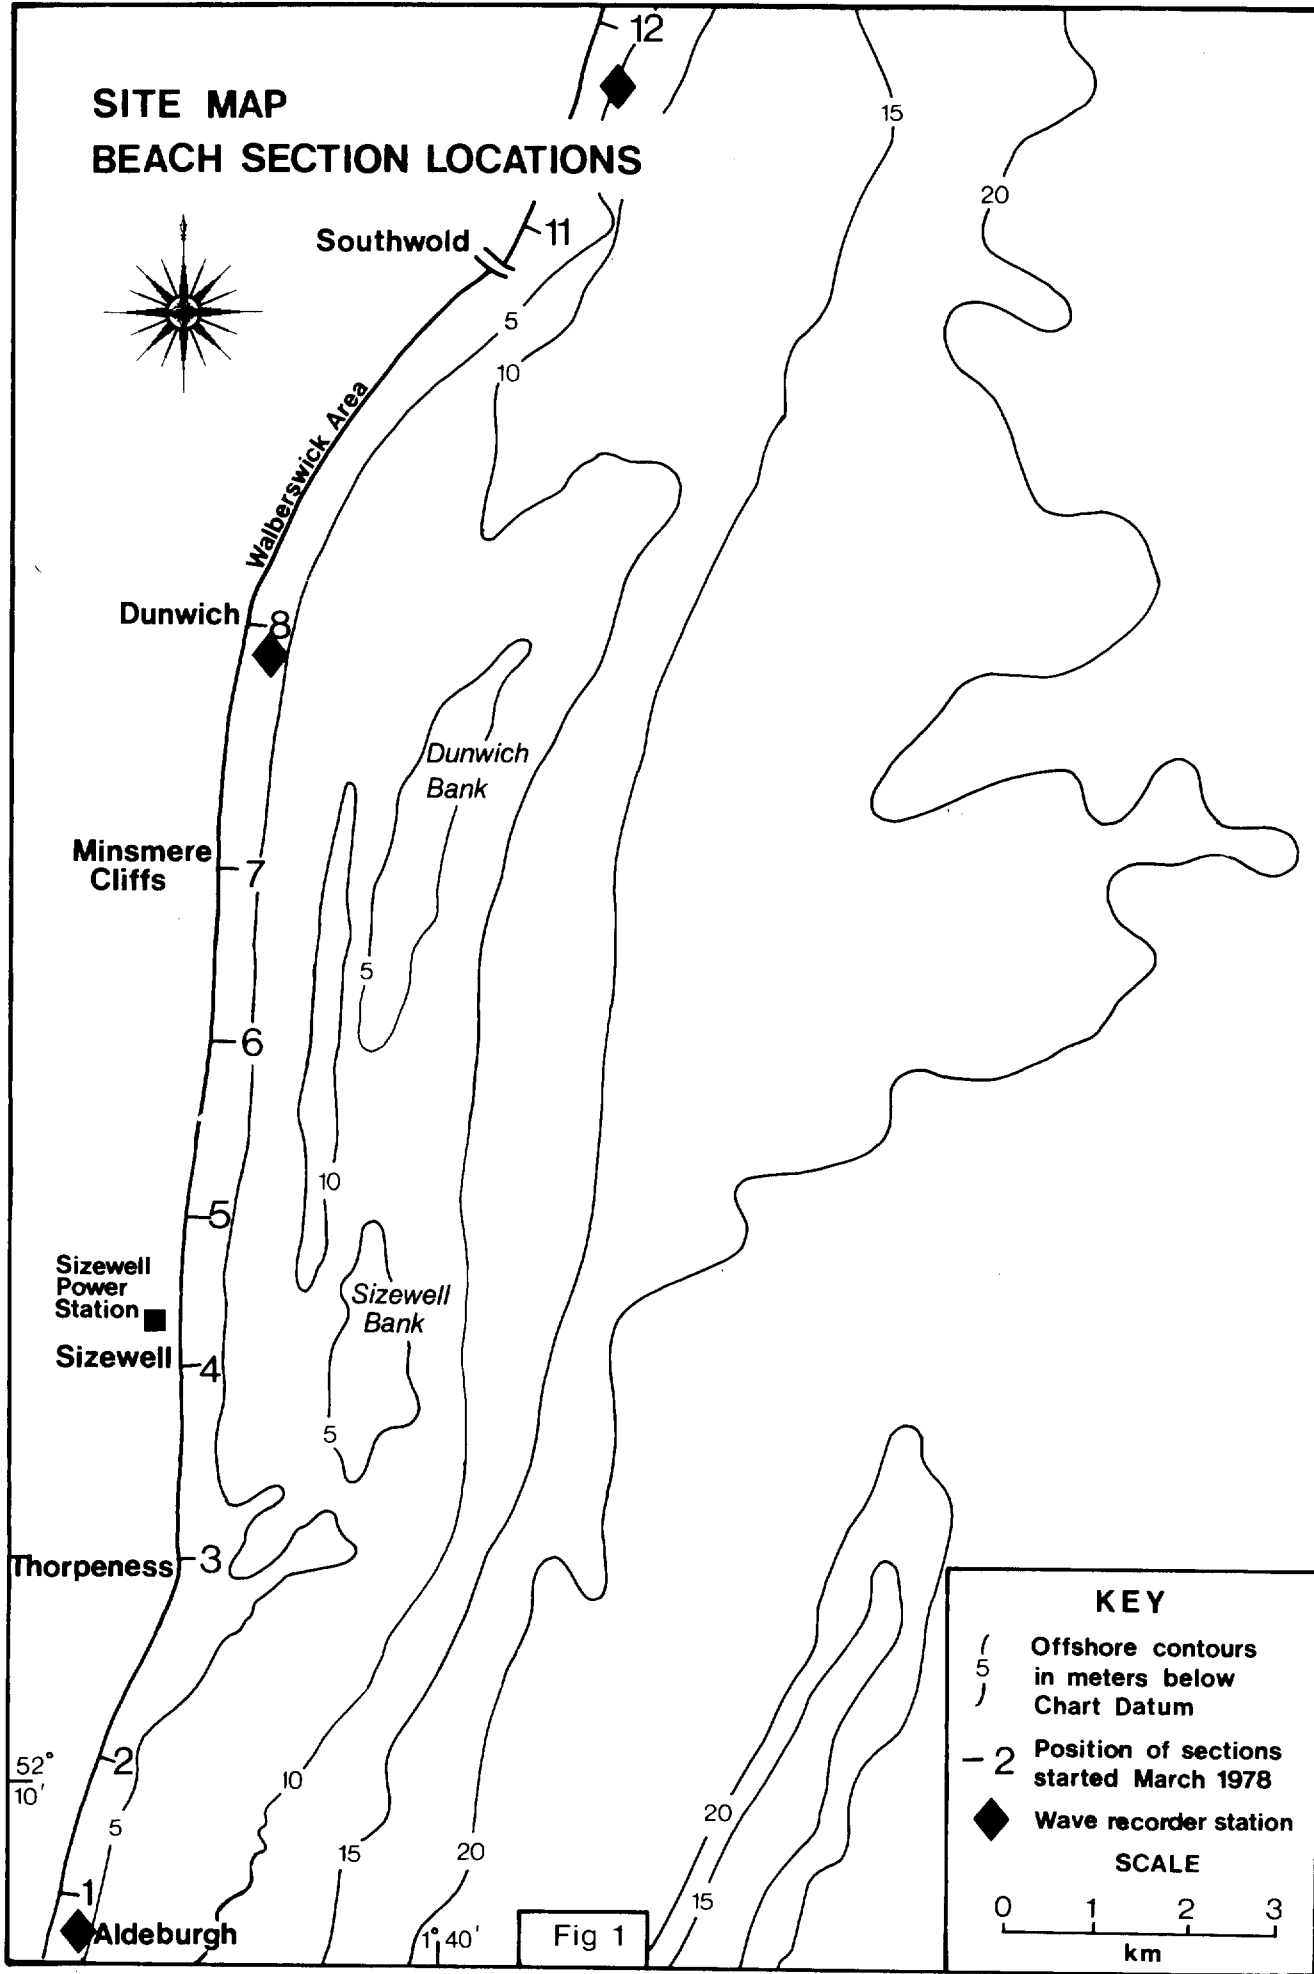 12
SITE MAP
BEACH SECTION LOCATIONS
15
20
Southwold
11
5
10
Walberswick Area
Dunwich
8
Dunwich
Bank
Minsmere
Cliffs
7
5
6
10
5
Sizewell
Power
Station
Sizewell
Bank
Sizewell
4
5
Thorpeness
3
KEY
5
Offshore contours
in meters below
Chart Datum
2
Position of sections
started March 1978
Wave recorder station
SCALE
0 1 2 3
km
2
52°
10'
10
5
15
20
20
15
1
Aldeburgh
1° 40'
Fig 1